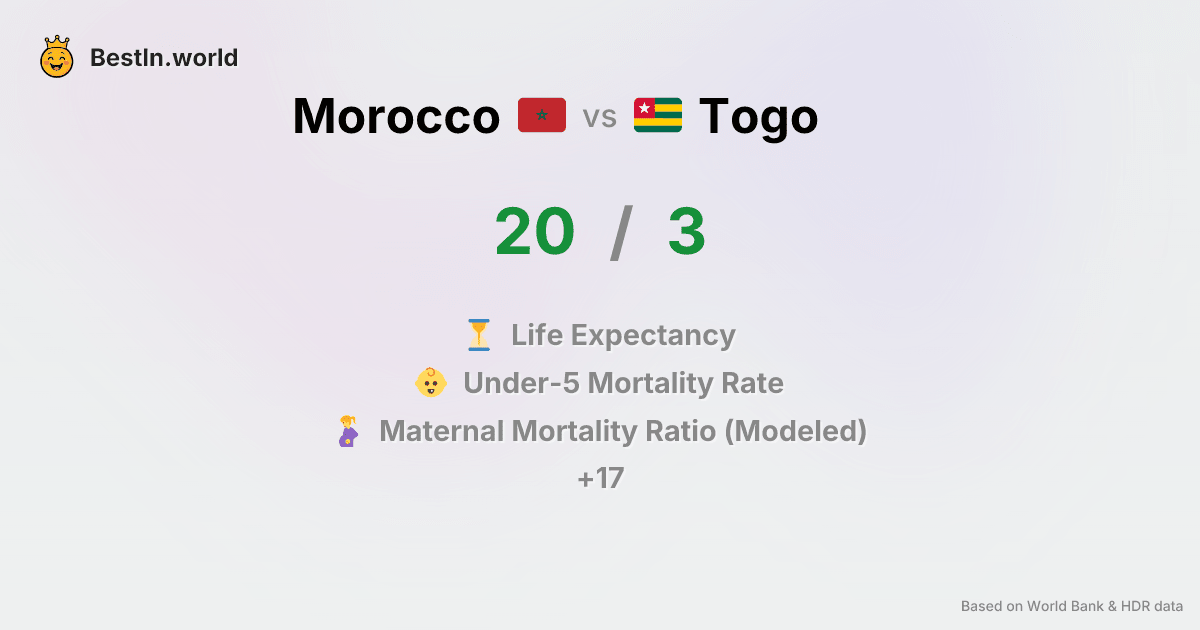 BestIn.world
Morocco vs Togo
20 / 3
Life Expectancy
Under-5 Mortality Rate
Maternal Mortality Ratio (Modeled)
+17
Based on World Bank & HDR data